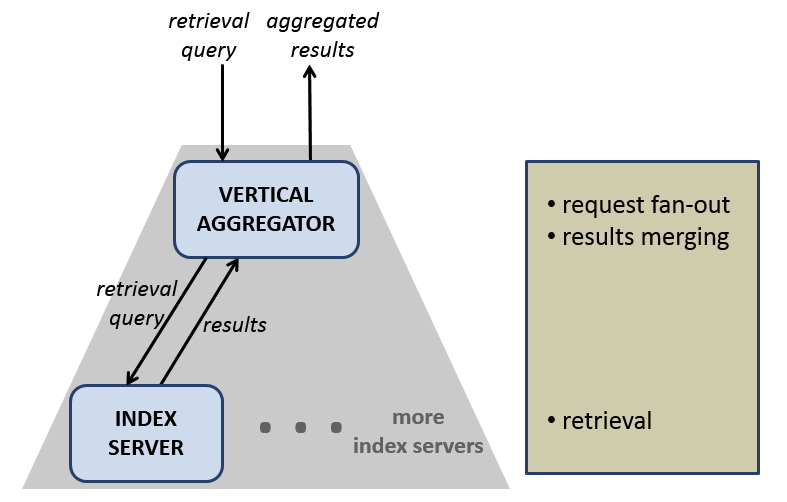 retrieval
query
aggregated
results
VERTICAL
AGGREGATOR
• request fan-out
• results merging
retrieval
query
results
INDEX
SERVER
more
index servers
• retrieval